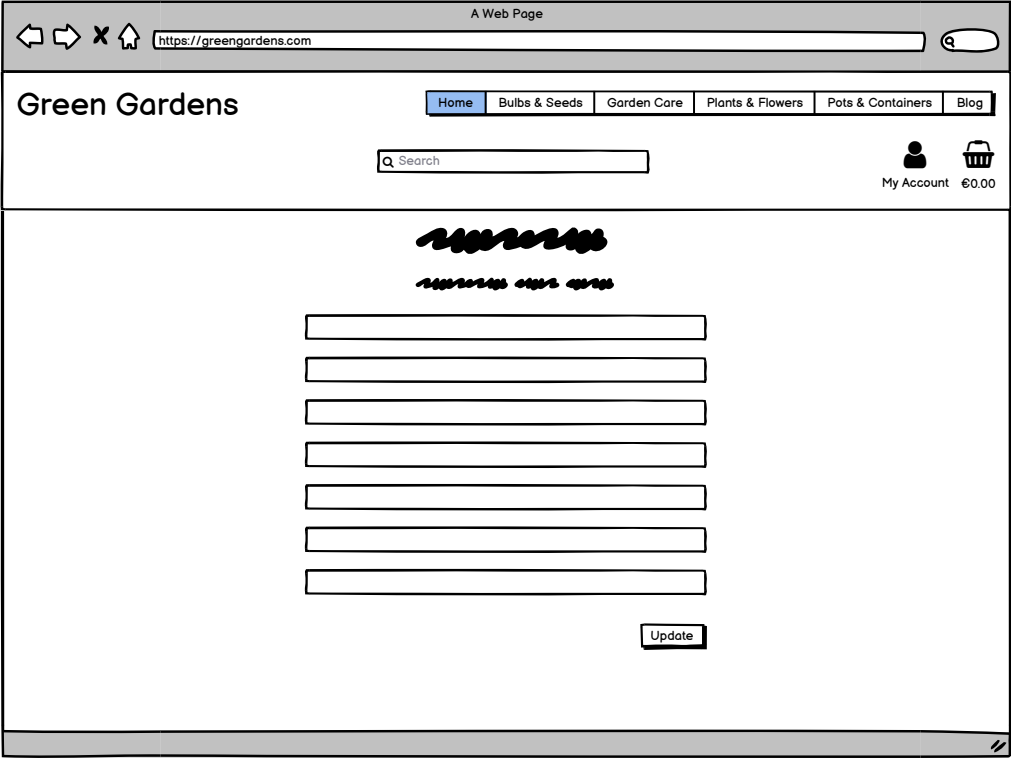 A Web Page
https://greengardens.com
Green Gardens
Home Bulbs & Seeds Garden Care Plants & Flowers Pots & Containers Blog
Search
My Account €0.00
Update